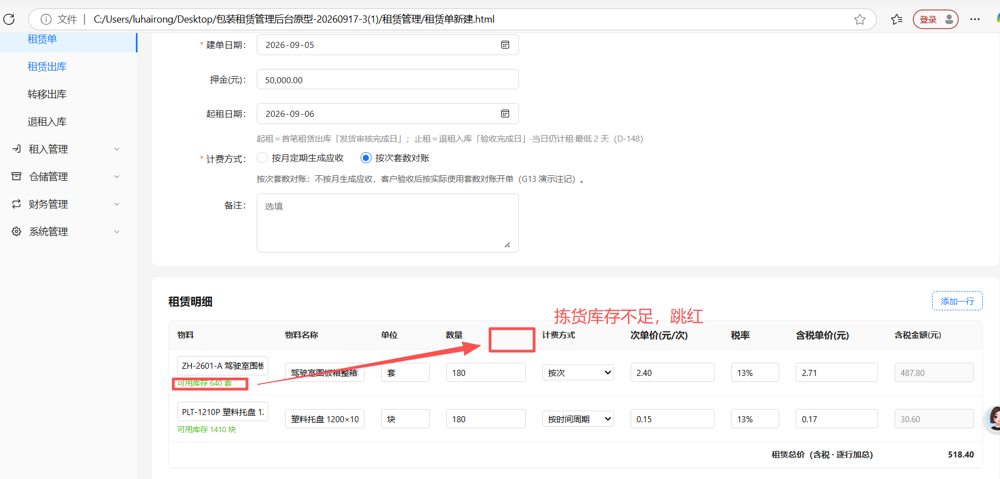 文件
C:/Users/luhairong/Desktop/包装租赁管理后台原型-20260917-3(1)/租赁管理/租赁单新建.html
登录
租赁单
租赁出库
转移出库
退租入库
租入管理
仓储管理
财务管理
系统管理
* 建单日期：
2026-09-05
押金(元)：
50,000.00
起租日期：
2026-09-06
起租＝首笔租赁出库「发货审核完成日」；止租＝退租入库「验收完成日」·当日仍计租·最低 2 天（D-148）
* 计费方式：
按月定期生成应收
按次套数对账
按次套数对账：不按月生成应收，客户验收后按实际使用套数对账开单（G13 演示注记）。
备注：
选填
租赁明细
添加一行
拣货库存不足，跳红
物料 物料名称 单位 数量 计费方式 次单价(元/次) 税率 含税单价(元) 含税金额(元)
ZH-2601-A 驾驶室围板 驾驶室围板箱整箱 套 180 按次 2.40 13% 2.71 487.80
可用库存 640 套
PLT-1210P 塑料托盘 12 塑料托盘 1200×10 块 180 按时间周期 0.15 13% 0.17 30.60
可用库存 1410 块
租赁总价（含税 · 逐行加总） 518.40